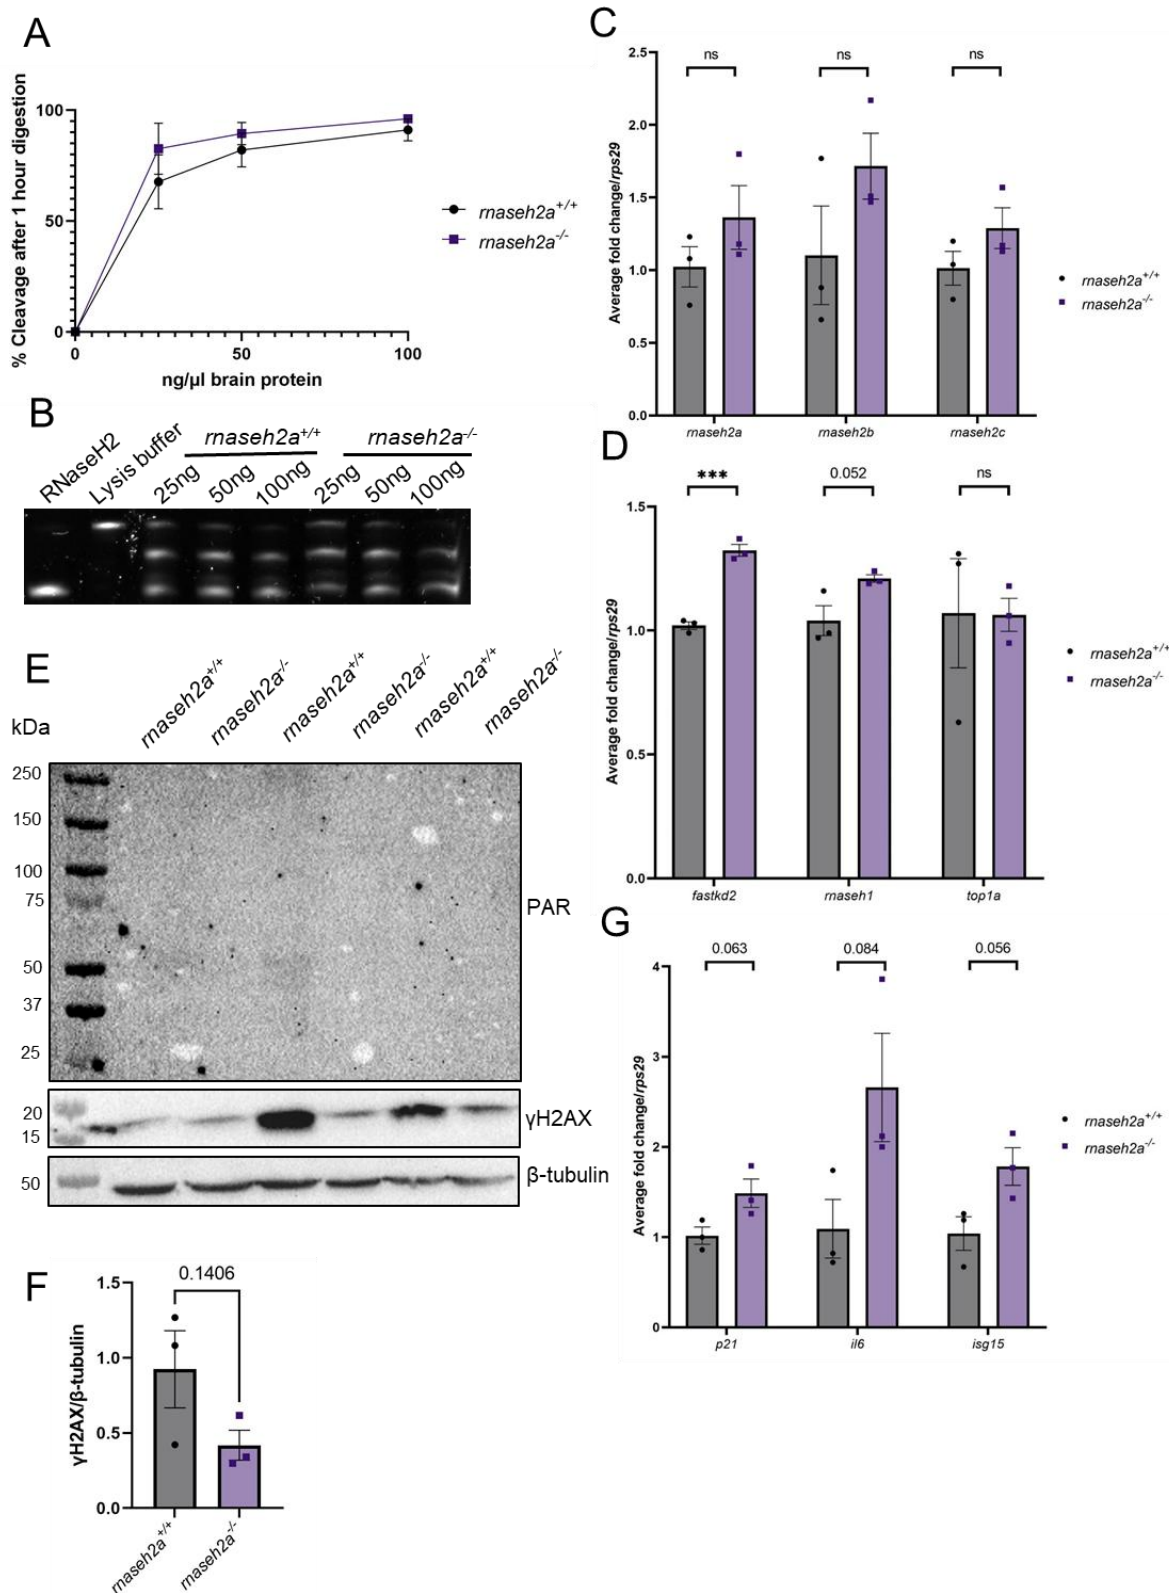 A
% Cleavage after 1 hour digestion
100
50
0
0 50 100
ng/µl brain protein
rnaseh2a+/+
rnaseh2a-/-
B
RNaseH2
Lysis buffer
rnaseh2a+/+
25ng 50ng 100ng
rnaseh2a-/-
25ng 50ng 100ng
C
ns ns ns
Average fold change/rps29
2.5
2.0
1.5
1.0
0.5
0.0
rnaseh2a rnaseh2b rnaseh2c
rnaseh2a+/+
rnaseh2a-/-
D
*** 0.052 ns
Average fold change/rps29
1.5
1.0
0.5
0.0
fastkd2 rnaseh1 top1a
rnaseh2a+/+
rnaseh2a-/-
E
rnaseh2a+/+ rnaseh2a-/- rnaseh2a+/+ rnaseh2a-/- rnaseh2a+/+ rnaseh2a-/-
kDa
250
150
100
75
50
37
25
PAR
20
15
γH2AX
50
β-tubulin
F
0.1406
γH2AX/β-tubulin
1.5
1.0
0.5
0.0
rnaseh2a+/+
rnaseh2a-/-
G
0.063 0.084 0.056
Average fold change/rps29
4
3
2
1
0
p21 il6 isg15
rnaseh2a+/+
rnaseh2a-/-